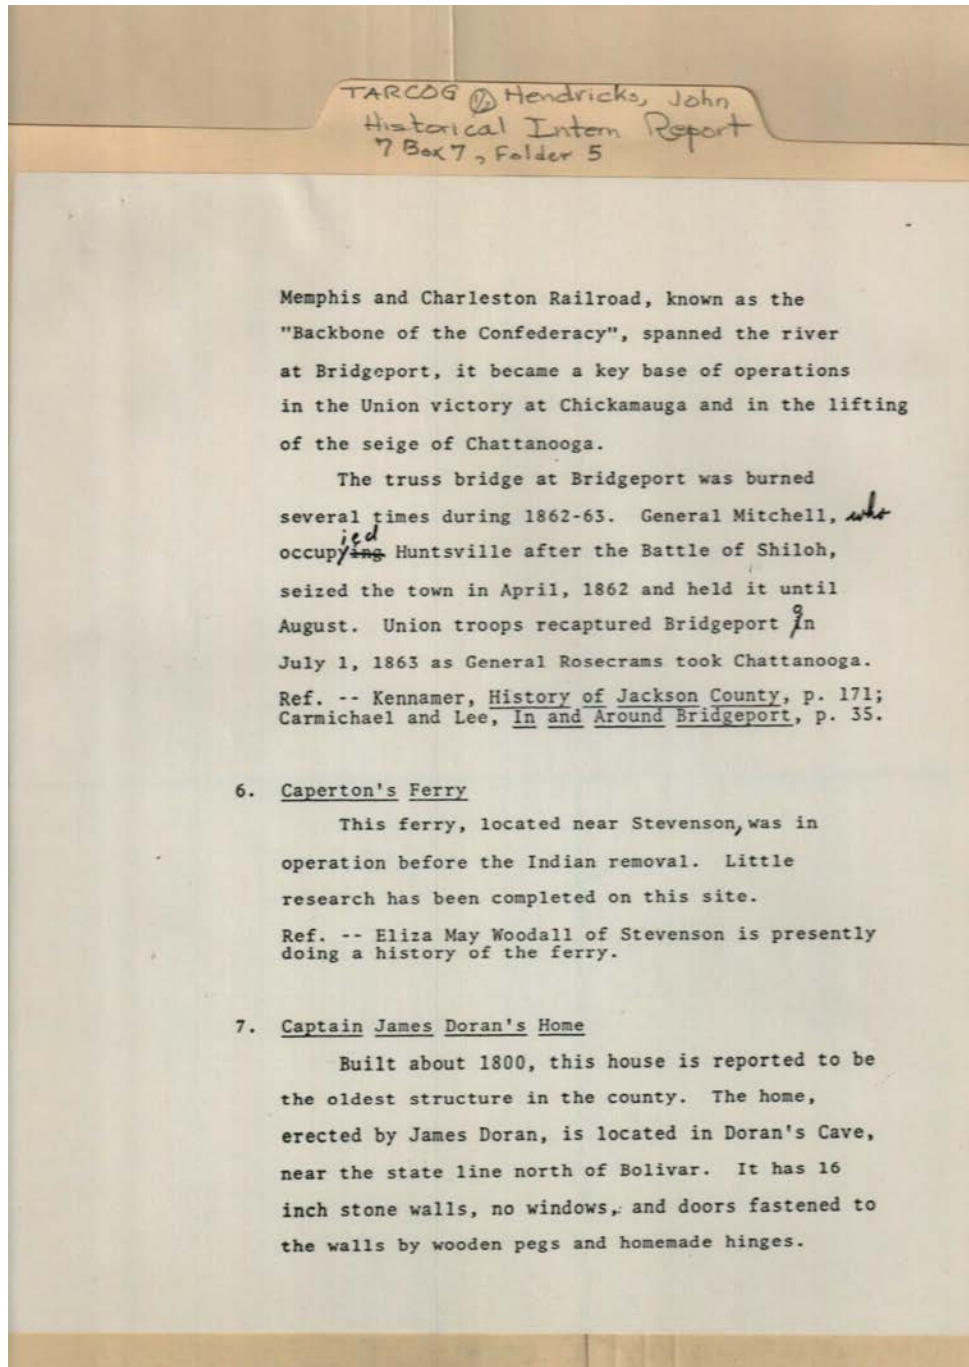 TARCOG ½ Hendricks, John
Historical Intern Report
7 Box 7, Folder 5
Memphis and Charleston Railroad, known as the
"Backbone of the Confederacy", spanned the river
at Bridgeport, it became a key base of operations
in the Union victory at Chickamauga and in the lifting
of the seige of Chattanooga.
The truss bridge at Bridgeport was burned
several times during 1862-63. General Mitchell, who
ied
occupying Huntsville after the Battle of Shiloh,
seized the town in April, 1862 and held it until
August. Union troops recaptured Bridgeport on
July 1, 1863 as General Rosecrams took Chattanooga.
Ref. -- Kennamer, History of Jackson County, p. 171;
Carmichael and Lee, In and Around Bridgeport, p. 35.
6. Caperton's Ferry
This ferry, located near Stevenson, was in
operation before the Indian removal. Little
research has been completed on this site.
Ref. -- Eliza May Woodall of Stevenson is presently
doing a history of the ferry.
7. Captain James Doran's Home
Built about 1800, this house is reported to be
the oldest structure in the county. The home,
erected by James Doran, is located in Doran's Cave,
near the state line north of Bolivar. It has 16
inch stone walls, no windows, and doors fastened to
the walls by wooden pegs and homemade hinges.